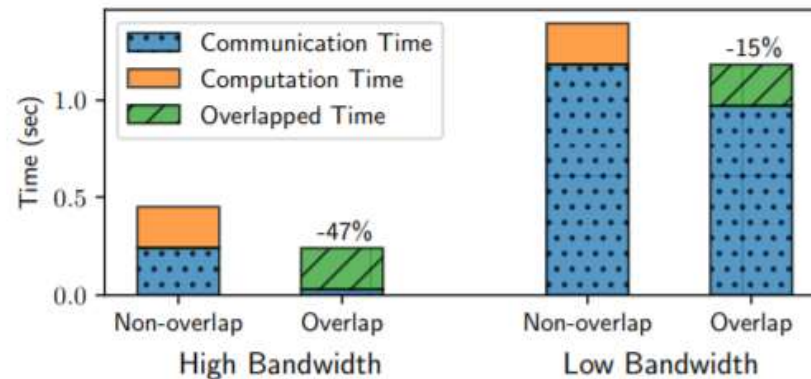 Communication Time
Computation Time
Overlapped Time
-15%
-47%
Time (sec)
1.0
0.5
0.0
Non-overlap Overlap Non-overlap Overlap
High Bandwidth Low Bandwidth